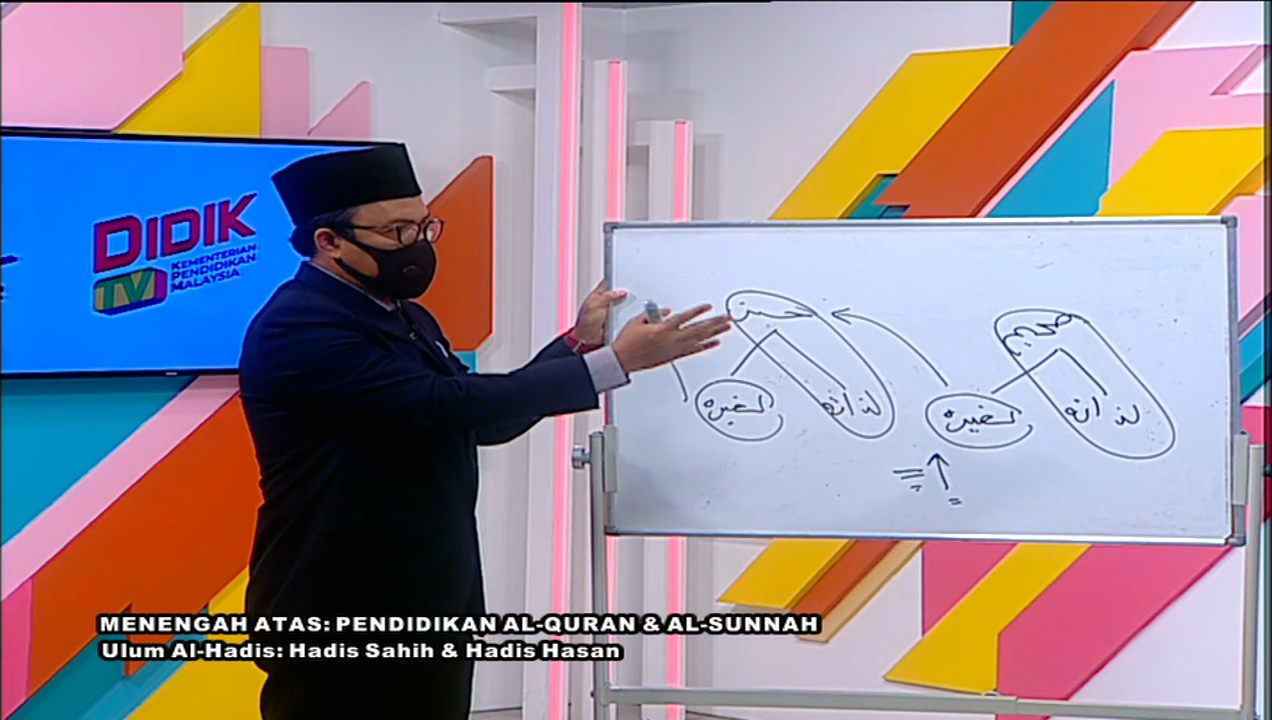 DIDIK
TV
KEMENTERIAN
PENDIDIKAN
MALAYSIA
صحيح
حسن
لذاته
لغيره
لذاته
لغيره
MENENGAH ATAS: PENDIDIKAN AL-QURAN & AL-SUNNAH
Ulum Al-Hadis: Hadis Sahih & Hadis Hasan